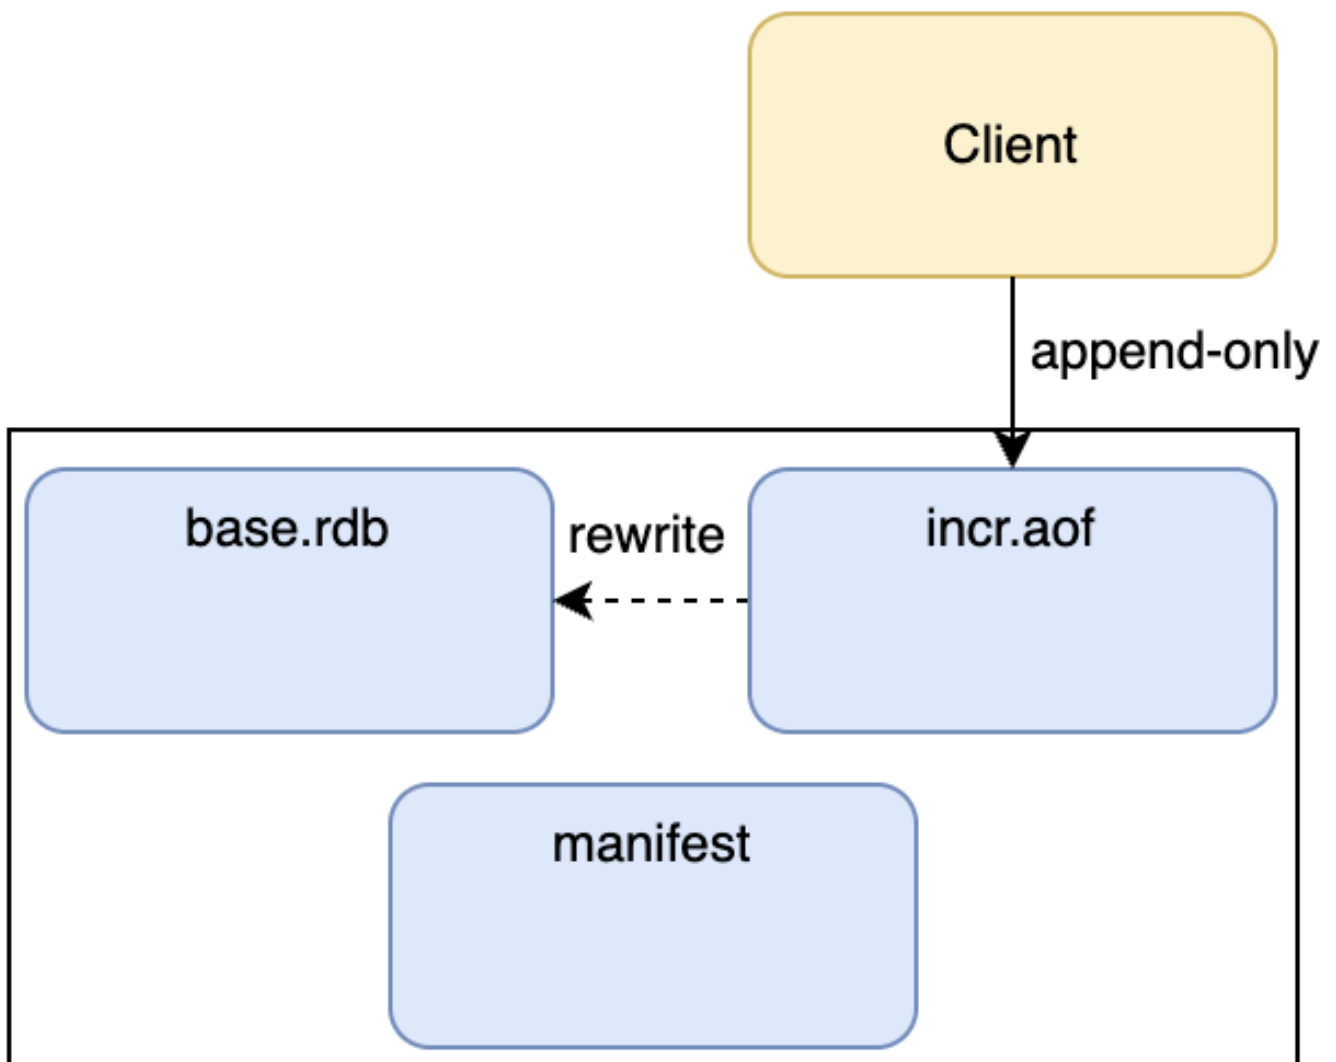 Client
append-only
base.rdb
rewrite
incr.aof
manifest